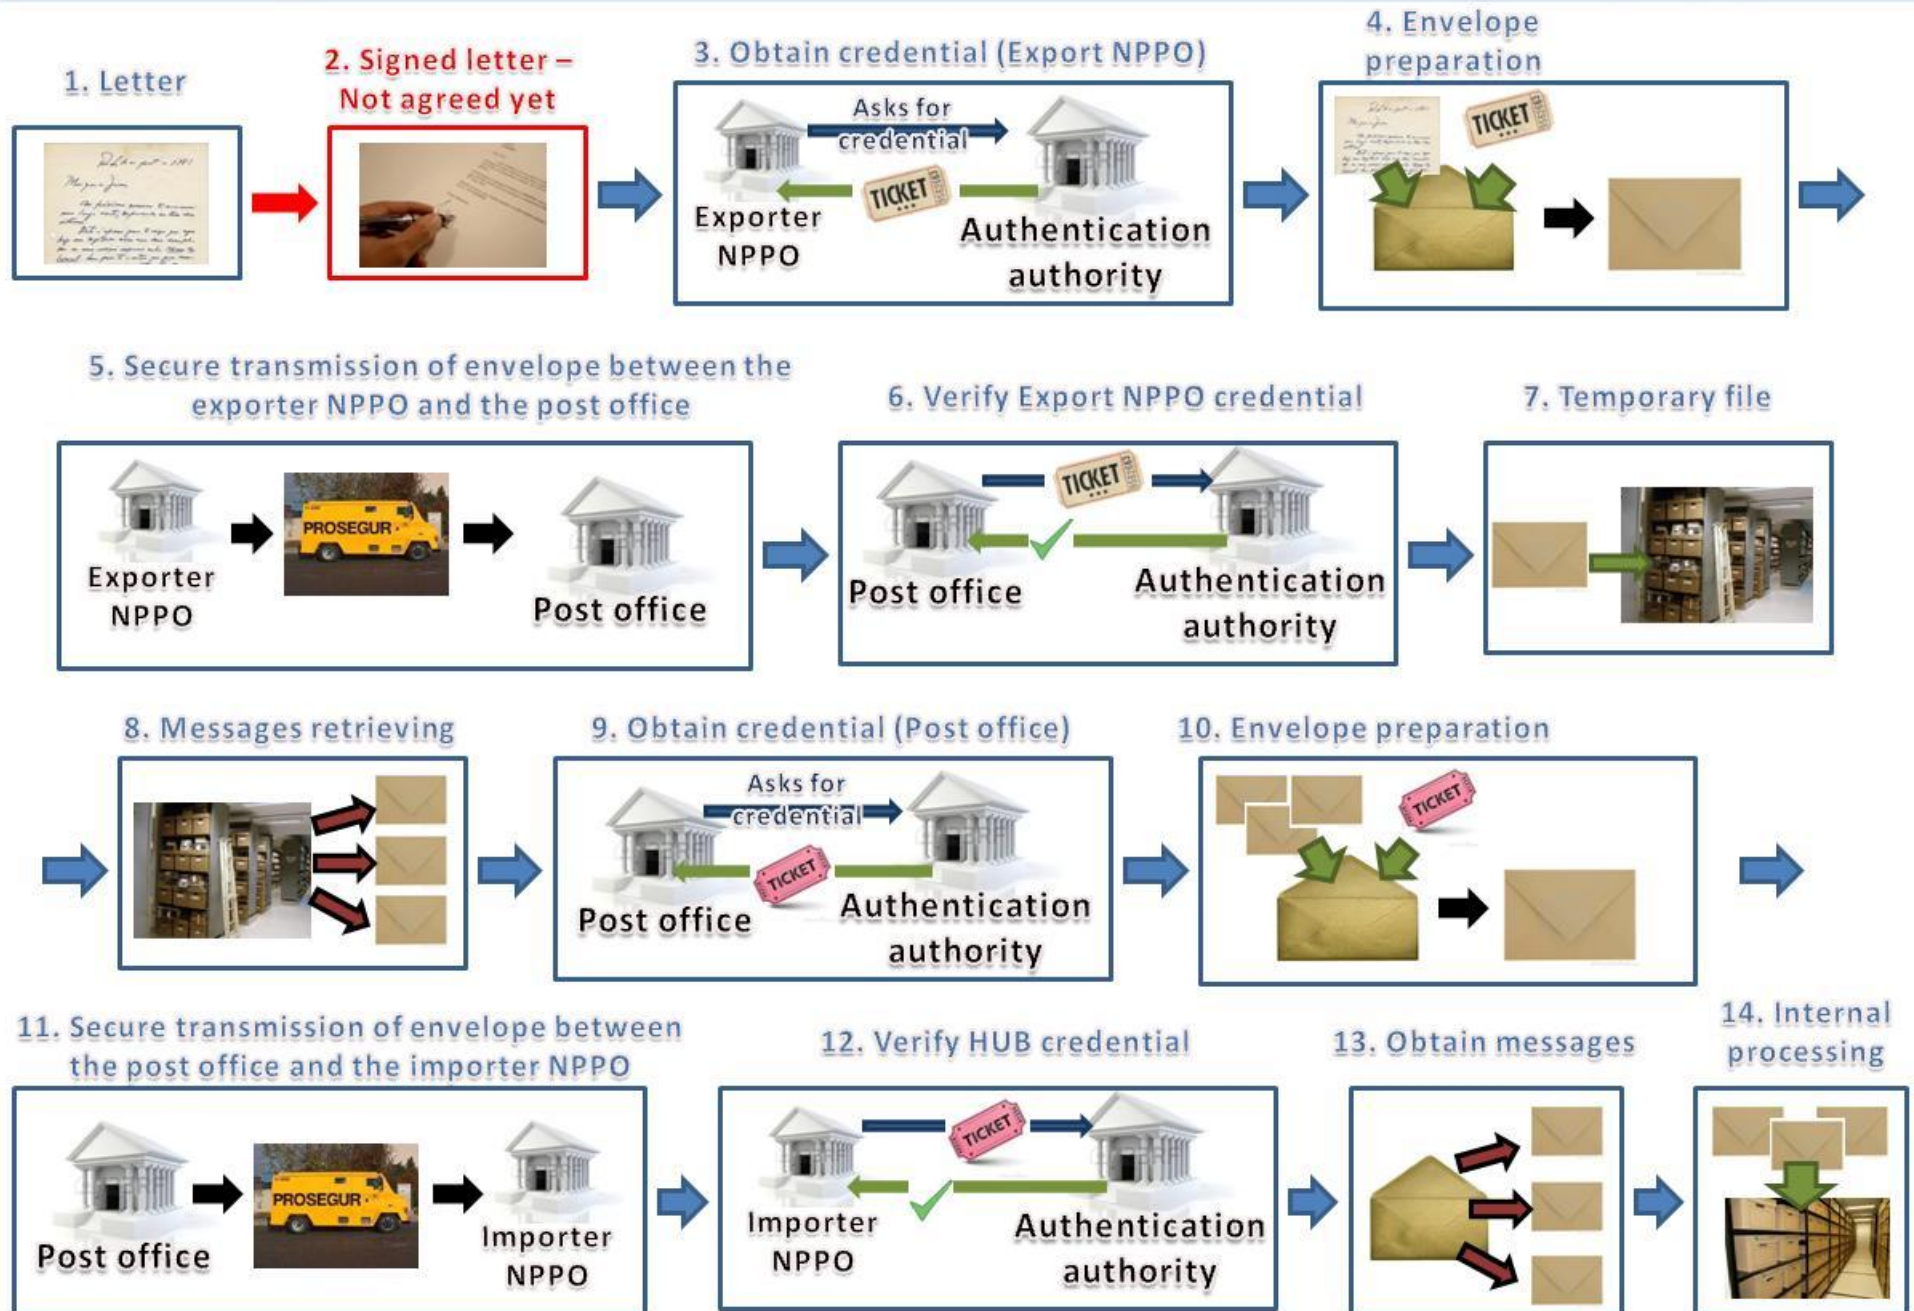 1. Letter
2. Signed letter –
Not agreed yet
3. Obtain credential (Export NPPO)
Asks for
credential
TICKET
Exporter
NPPO
Authentication
authority
4. Envelope
preparation
TICKET
5. Secure transmission of envelope between the
exporter NPPO and the post office
Exporter
NPPO
PROSEGUR
Post office
6. Verify Export NPPO credential
TICKET
Post office
Authentication
authority
7. Temporary file
8. Messages retrieving
9. Obtain credential (Post office)
Asks for
credential
TICKET
Post office
Authentication
authority
10. Envelope preparation
TICKET
11. Secure transmission of envelope between
the post office and the importer NPPO
Post office
PROSEGUR
Importer
NPPO
12. Verify HUB credential
TICKET
Importer
NPPO
Authentication
authority
13. Obtain messages
14. Internal
processing